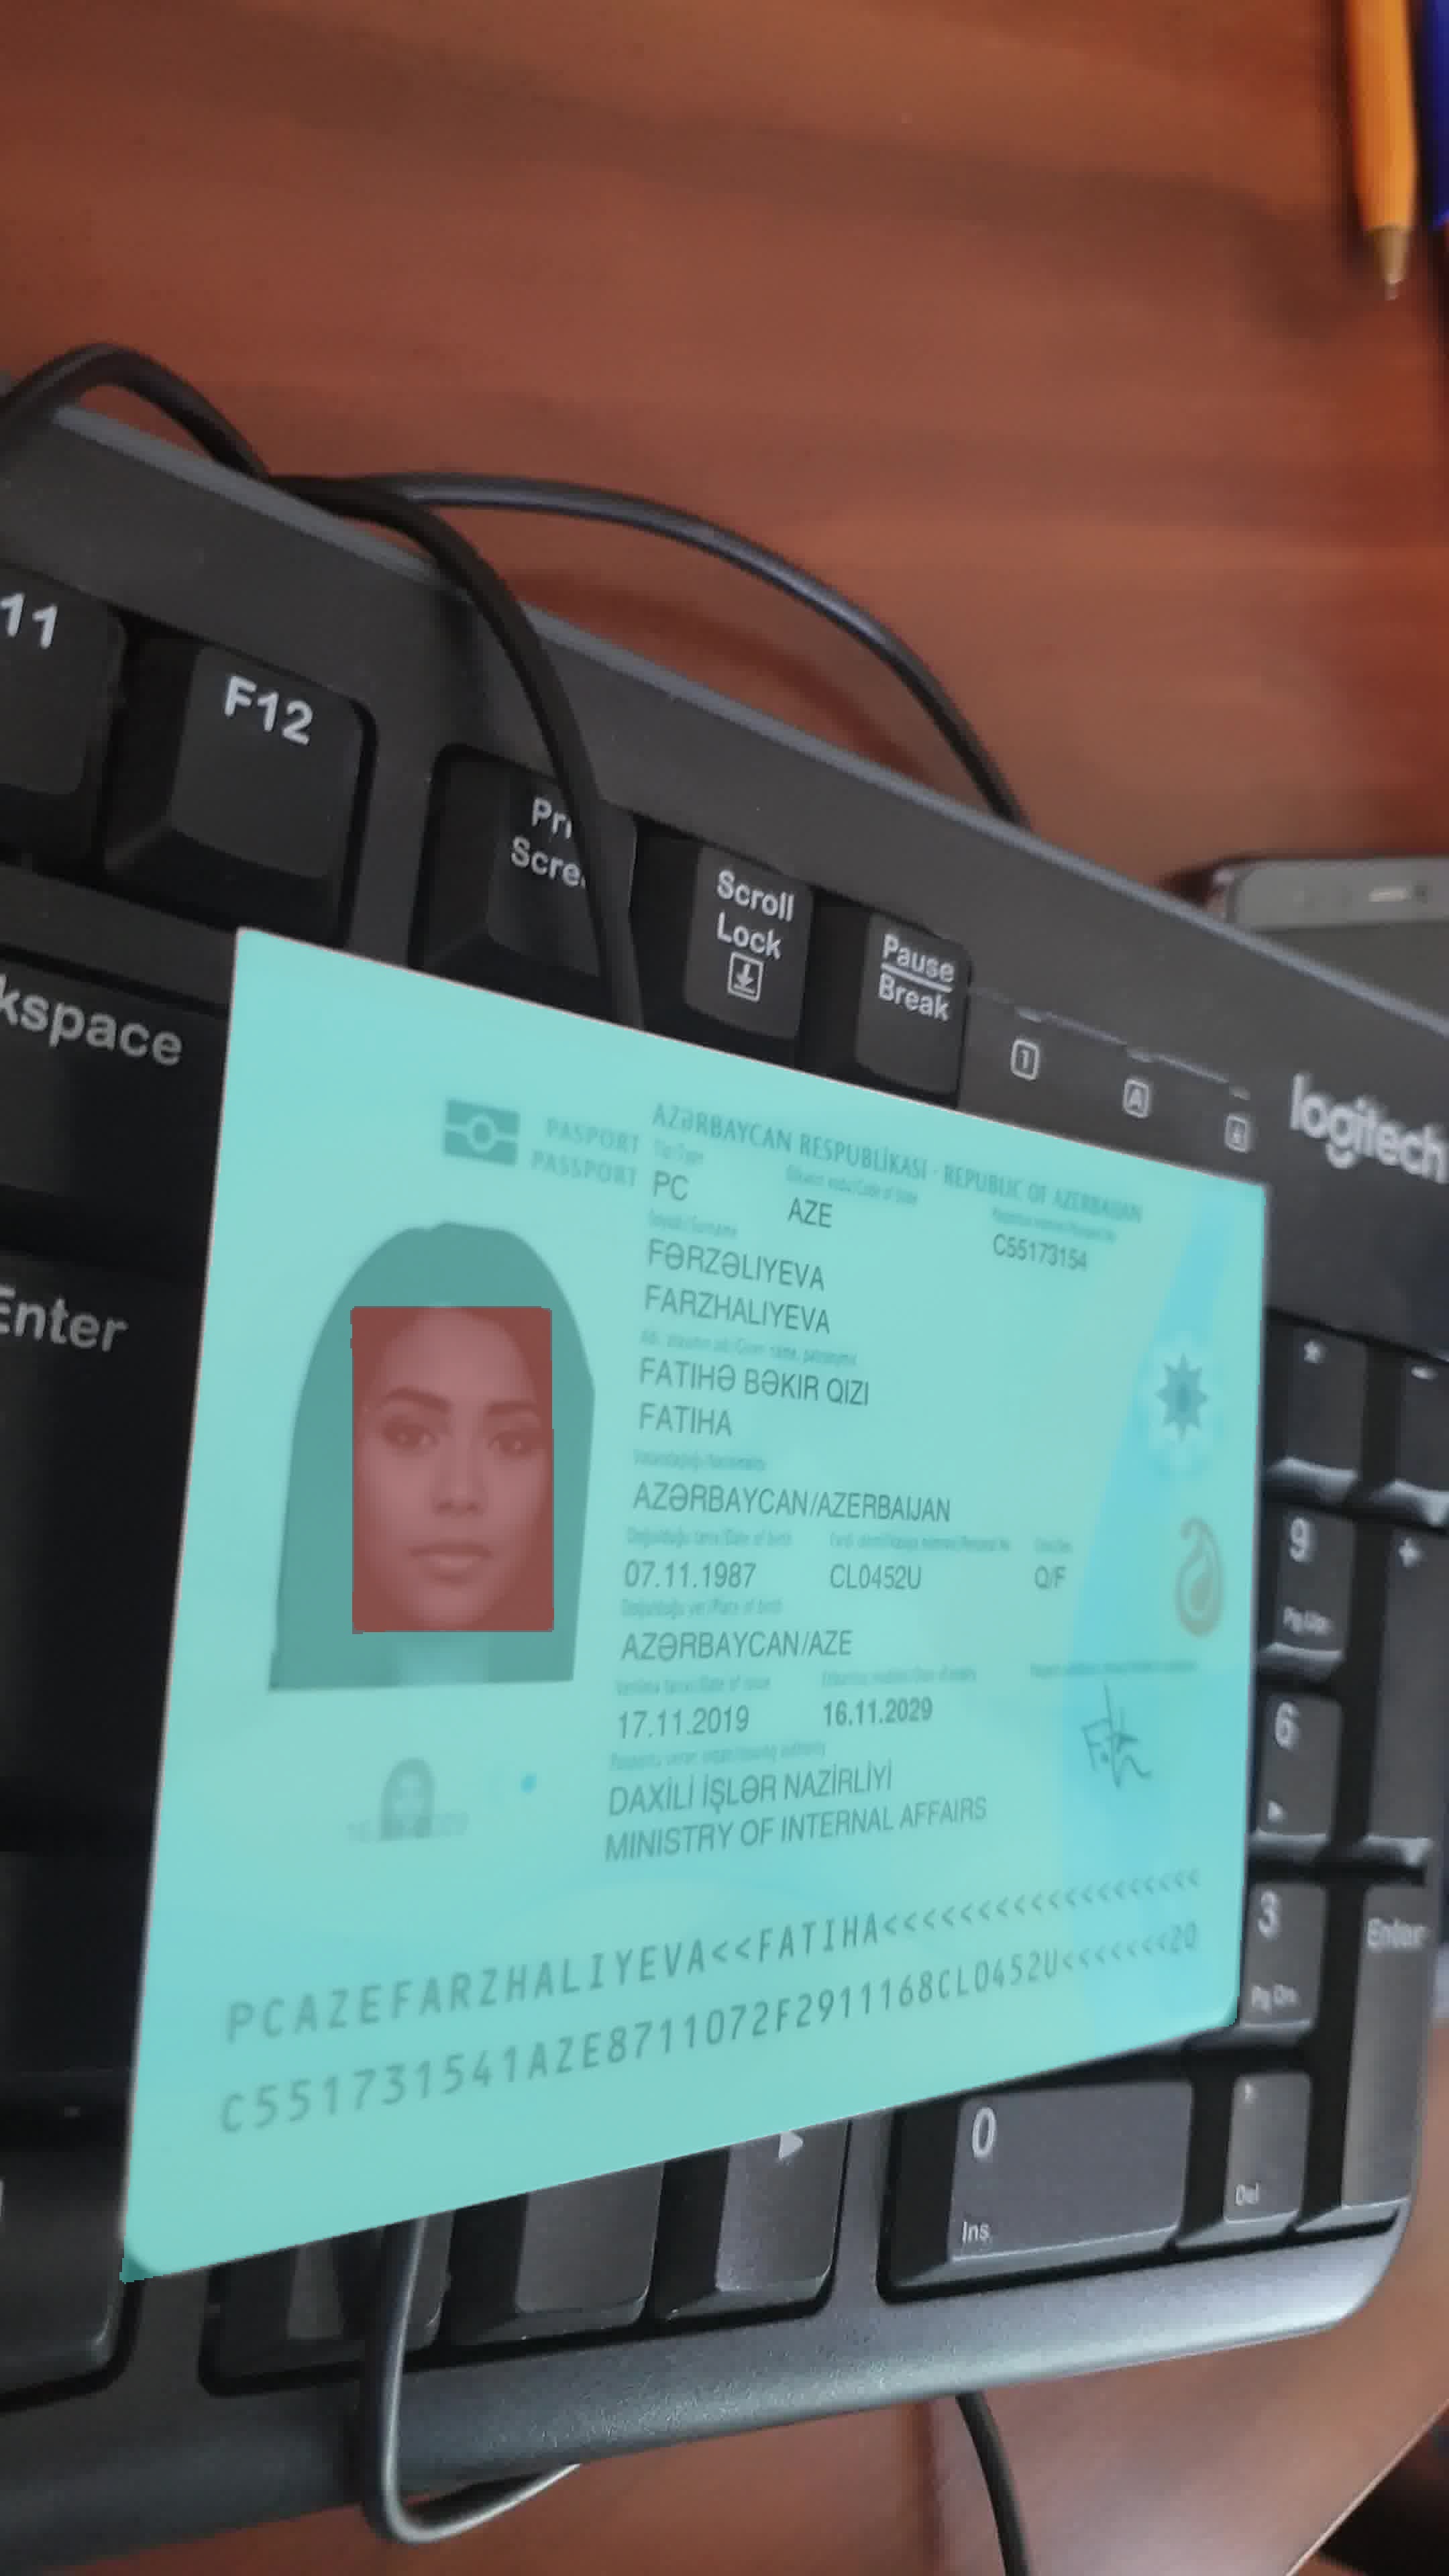 11
F12
Scroll
Lock
Pause
Break
1
A
logitech
kspace
Enter
PASPORT
PASSPORT
AZƏRBAYCAN RESPUBLİKASI · REPUBLIC OF AZERBAIJAN
PC
AZE
C55173154
FƏRZƏLIYEVA
FARZHALIYEVA
FATIHƏ BƏKIR QIZI
FATIHA
AZƏRBAYCAN/AZERBAIJAN
07.11.1987
CL0452U
Q/F
AZƏRBAYCAN/AZE
17.11.2019
16.11.2029
DAXİLİ İŞLƏR NAZİRLİYİ
MINISTRY OF INTERNAL AFFAIRS
PCAZEFARZHALIYEVA<<FATIHA<<<<<<<<<<<<<<<<<<<
C551731541AZE8711072F2911168CL0452U<<<<<<<20
*
-
9
+
6
3
Enter
0
Ins
Del